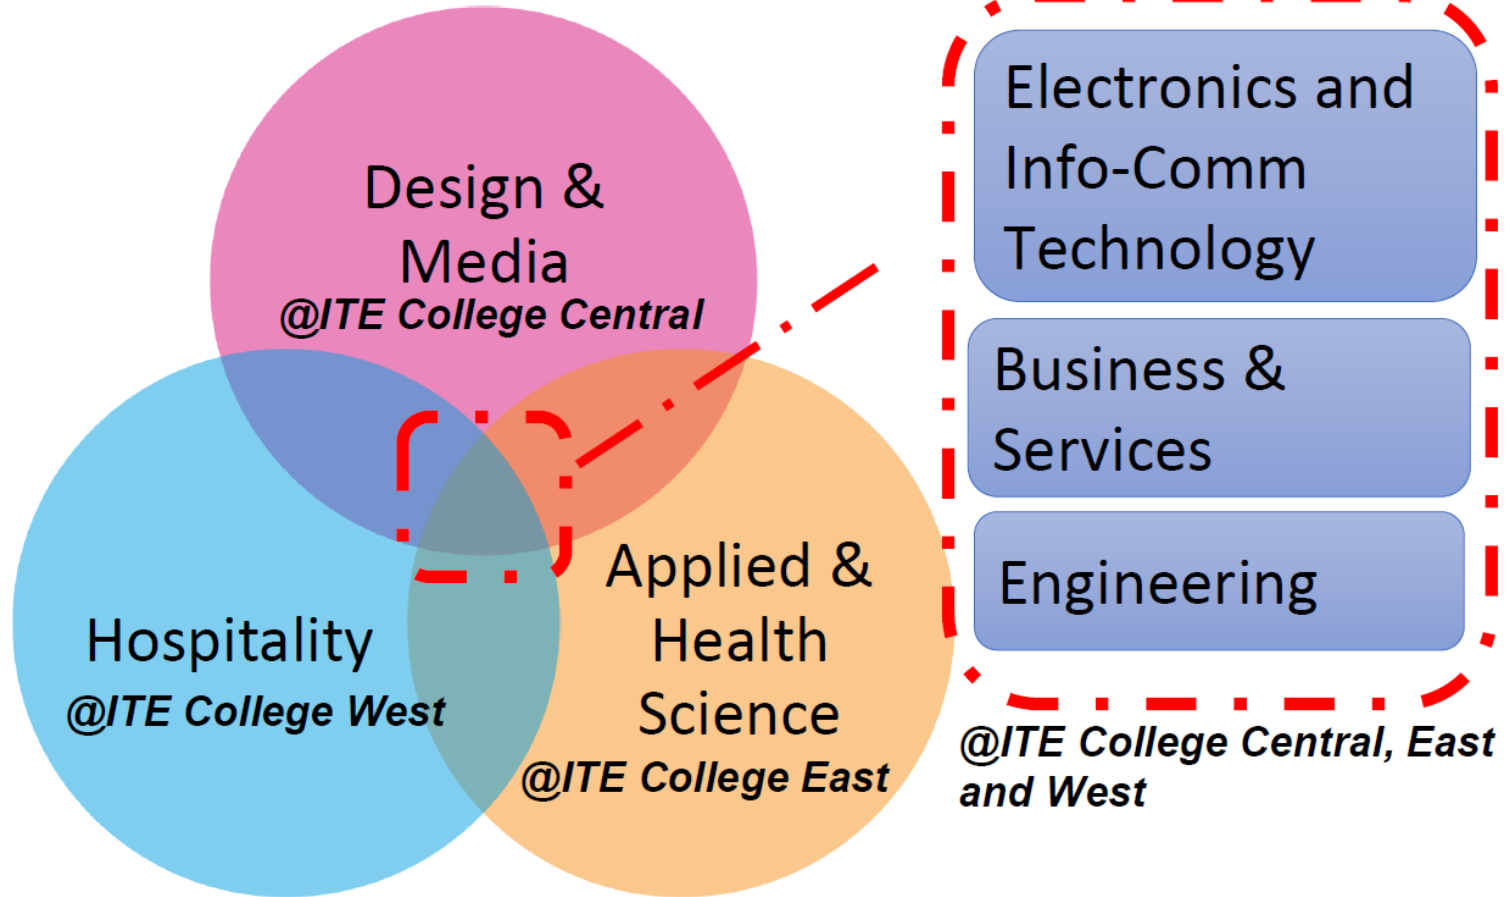 Design &
Media
@ITE College Central
Hospitality
@ITE College West
Applied &
Health
Science
@ITE College East
Electronics and
Info-Comm
Technology
Business &
Services
Engineering
@ITE College Central, East
and West